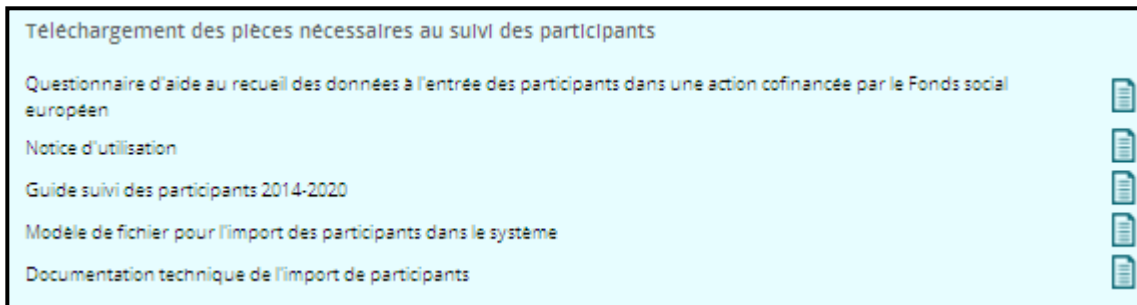 Téléchargement des pièces nécessaires au suivi des participants
Questionnaire d'aide au recueil des données à l'entrée des participants dans une action cofinancée par le Fonds social
européen
Notice d'utilisation
Guide suivi des participants 2014-2020
Modèle de fichier pour l'import des participants dans le système
Documentation technique de l'import de participants